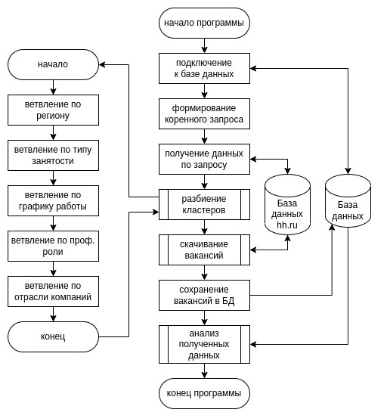 начало программы
подключение
к базе данных
формирование
коренного запроса
получение данных
по запросу
разбиение
кластеров
скачивание
вакансий
сохранение
вакансий в БД
анализ
полученных
данных
конец программы
начало
ветвление по
региону
ветвление по типу
занятости
ветвление по
графику работы
ветвление по проф.
роли
ветвление по
отрасли компаний
конец
База
данных
hh.ru
База
данных